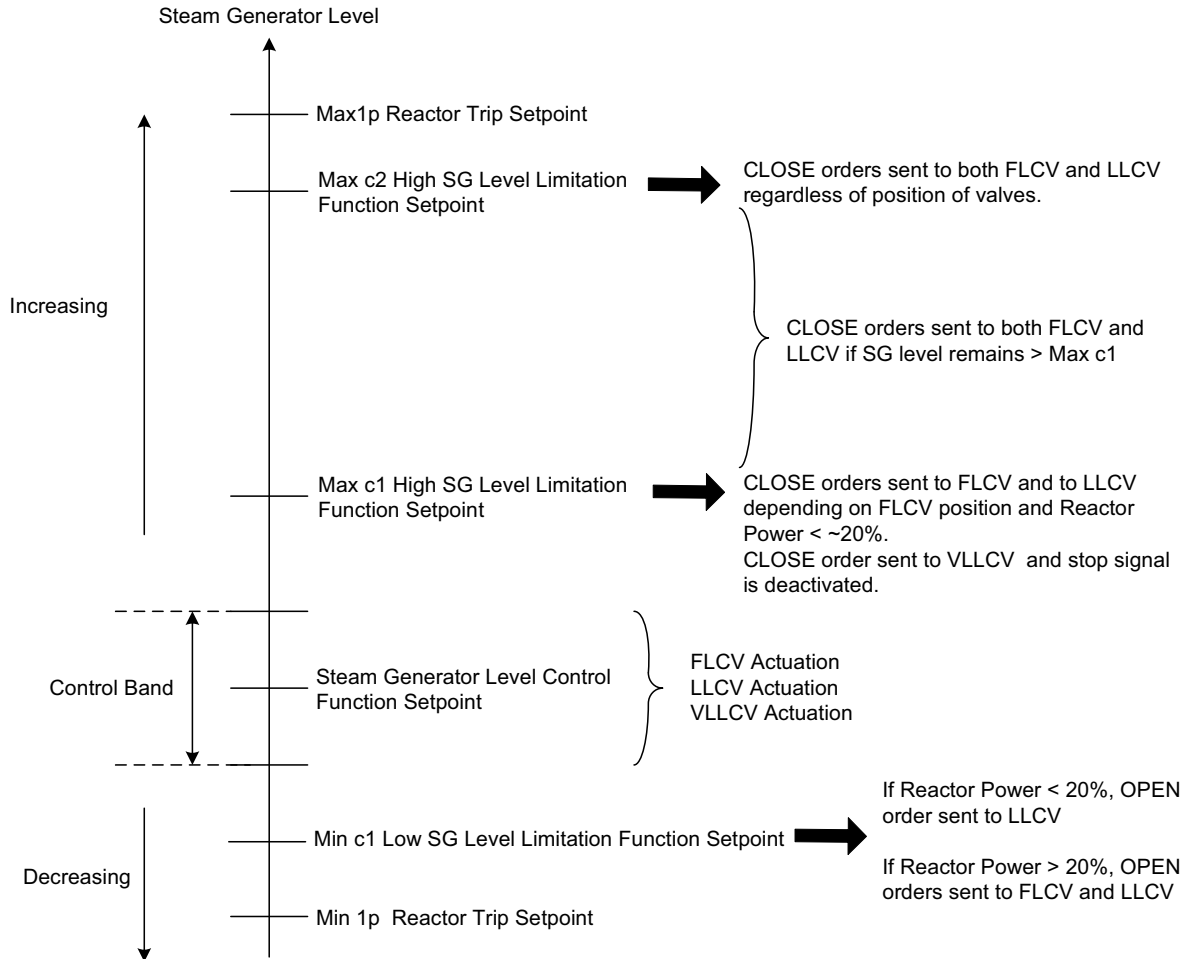 Steam Generator Level
Max1p Reactor Trip Setpoint
Max c2 High SG Level Limitation
Function Setpoint
CLOSE orders sent to both FLCV and LLCV
regardless of position of valves.
Increasing
CLOSE orders sent to both FLCV and
LLCV if SG level remains > Max c1
Max c1 High SG Level Limitation
Function Setpoint
CLOSE orders sent to FLCV and to LLCV
depending on FLCV position and Reactor
Power < ~20%.
CLOSE order sent to VLLCV and stop signal
is deactivated.
Control Band
Steam Generator Level Control
Function Setpoint
FLCV Actuation
LLCV Actuation
VLLCV Actuation
Min c1 Low SG Level Limitation Function Setpoint
If Reactor Power < 20%, OPEN
order sent to LLCV
If Reactor Power > 20%, OPEN
orders sent to FLCV and LLCV
Decreasing
Min 1p Reactor Trip Setpoint